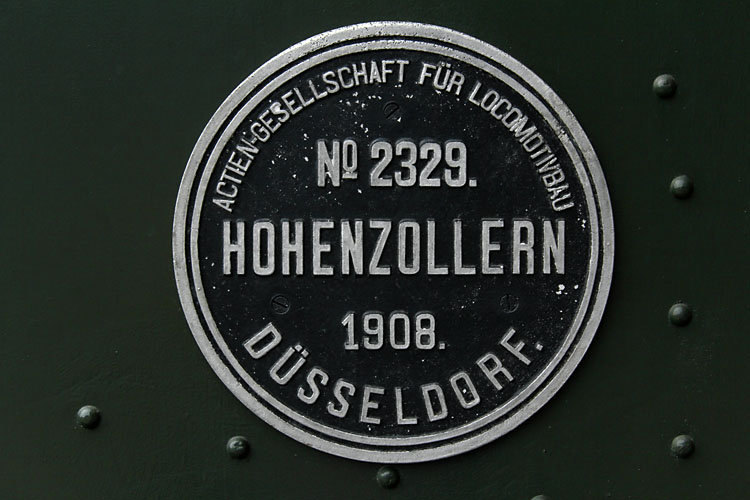 ACTIEN-GESELLSCHAFT FÜR LOCOMOTIVBAU
No 2329.
HOHENZOLLERN
1908.
DÜSSELDORF.